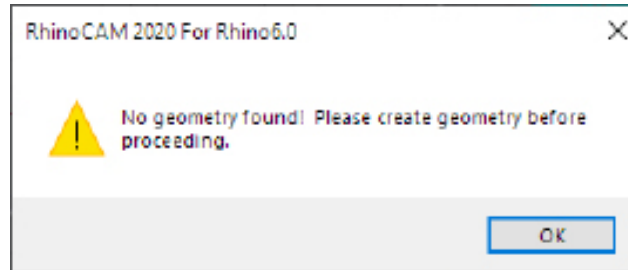 RhinoCAM 2020 For Rhino6.0
No geometry found! Please create geometry before
proceeding.
OK